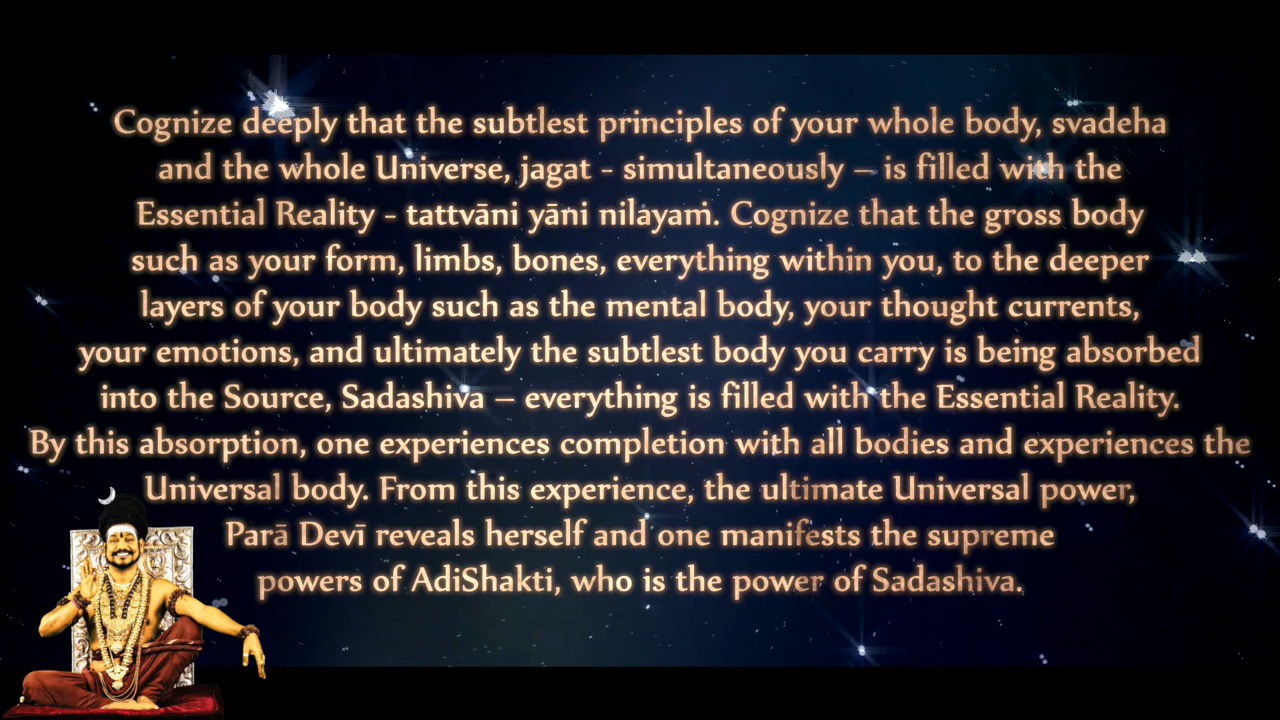 Cognize deeply that the subtlest principles of your whole body, svadeha
and the whole Universe, jagat - simultaneously – is filled with the
Essential Reality - tattvāni yāni nilayaṁ. Cognize that the gross body
such as your form, limbs, bones, everything within you, to the deeper
layers of your body such as the mental body, your thought currents,
your emotions, and ultimately the subtlest body you carry is being absorbed
into the Source, Sadashiva – everything is filled with the Essential Reality.
By this absorption, one experiences completion with all bodies and experiences the
Universal body. From this experience, the ultimate Universal power,
Parā Devī reveals herself and one manifests the supreme
powers of AdiShakti, who is the power of Sadashiva.